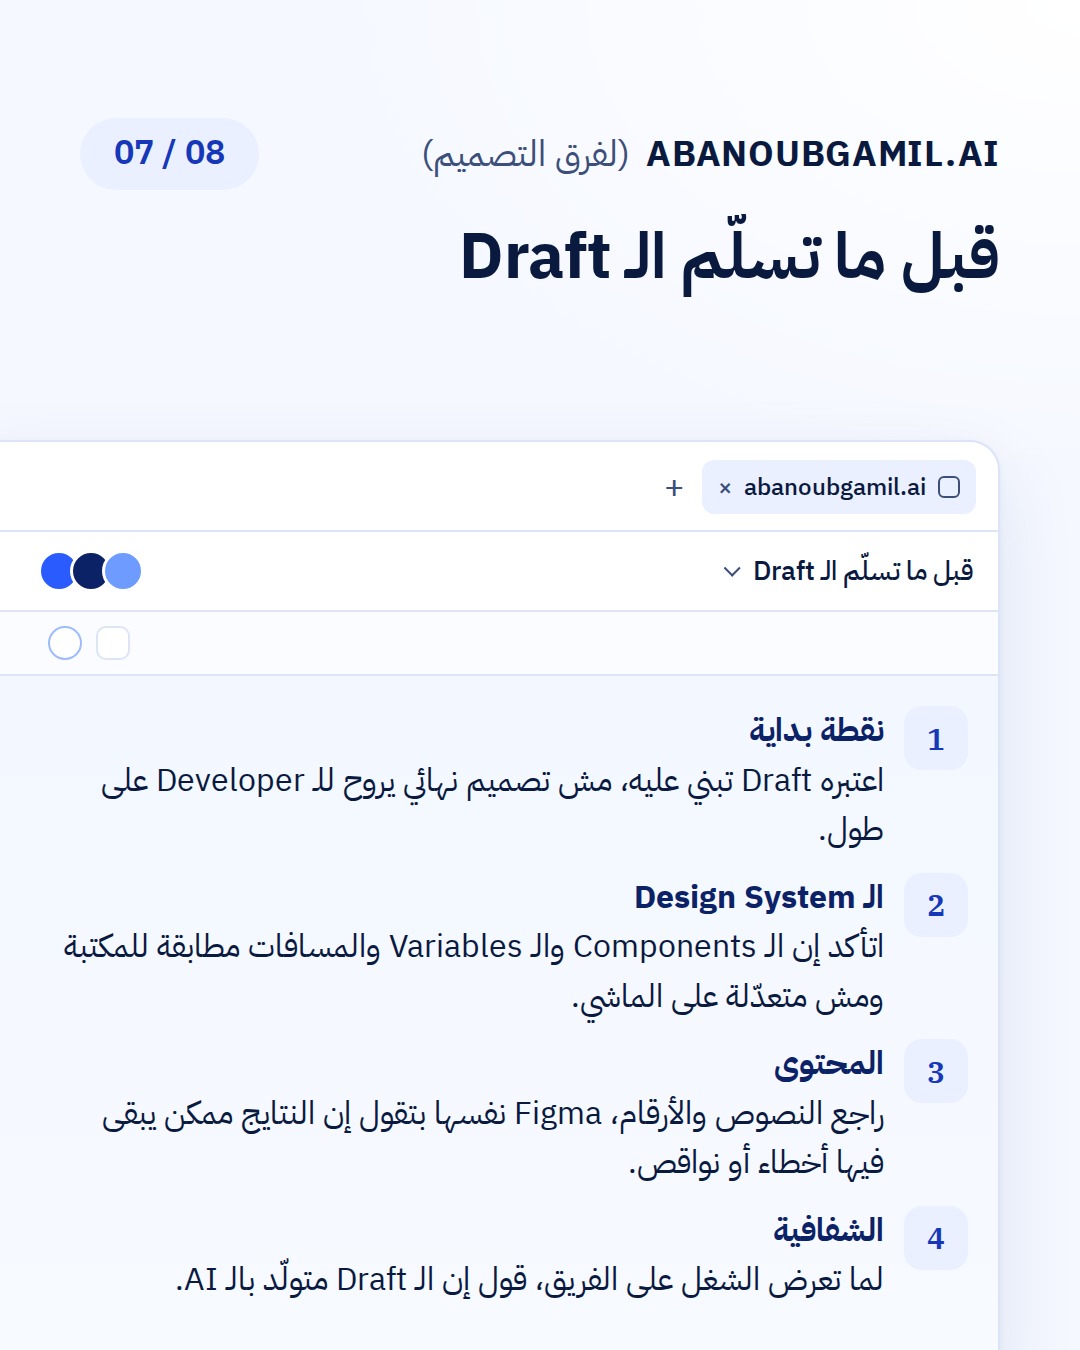 ABANOUBGAMIL.AI (لفرق التصميم)
07 / 08
قبل ما تسلّم الـ Draft
abanoubgamil.ai × +
قبل ما تسلّم الـ Draft
1
نقطة بداية
اعتبره Draft تبني عليه، مش تصميم نهائي يروح للـ Developer على
طول.
2
الـ Design System
اتأكد إن الـ Components والـ Variables والمسافات مطابقة للمكتبة
ومش متعدّلة على الماشي.
3
المحتوى
راجع النصوص والأرقام، Figma نفسها بتقول إن النتايج ممكن يبقى
فيها أخطاء أو نواقص.
4
الشفافية
لما تعرض الشغل على الفريق، قول إن الـ Draft متولّد بالـ AI.